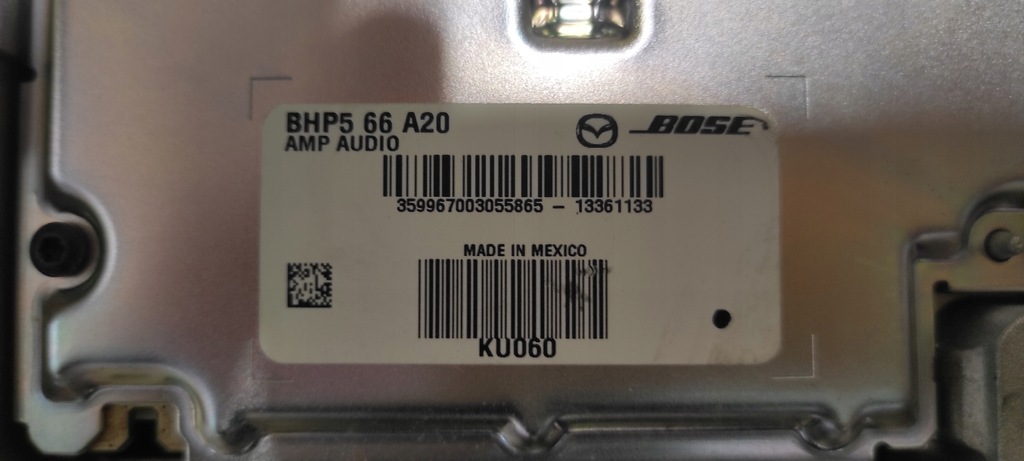 BHP5 66 A20
BOSE
AMP AUDIO
359967003055865 - 13361133
MADE IN MEXICO
KU060